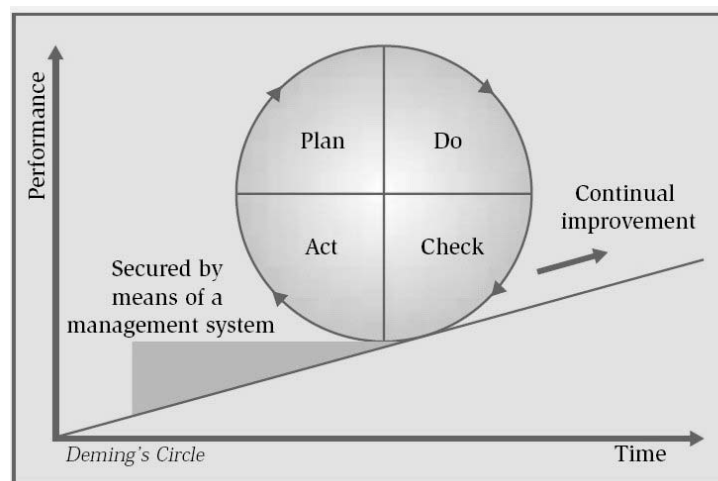 Performance
Plan
Do
Act
Check
Continual
improvement
Secured by
means of a
management system
Deming's Circle
Time